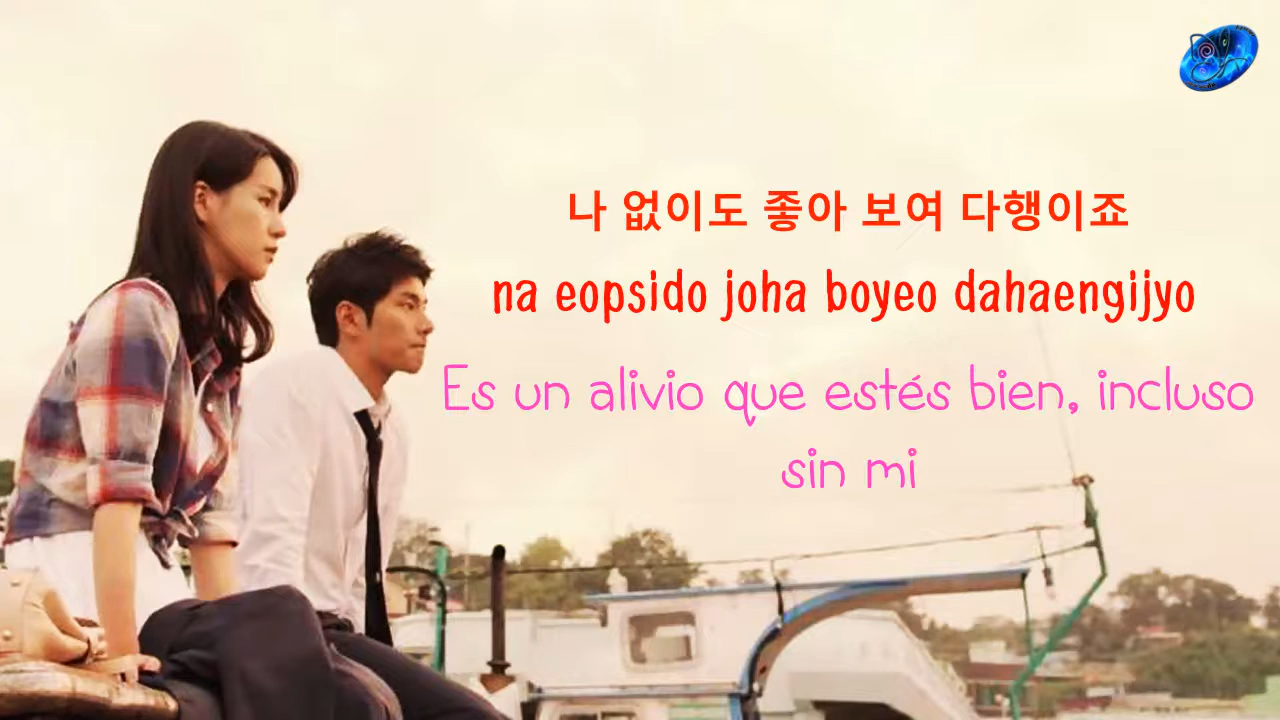 나 없이도 좋아 보여 다행이죠
na eopsido joha boyeo dahaengijyo
Es un alivio que estés bien, incluso
sin mi